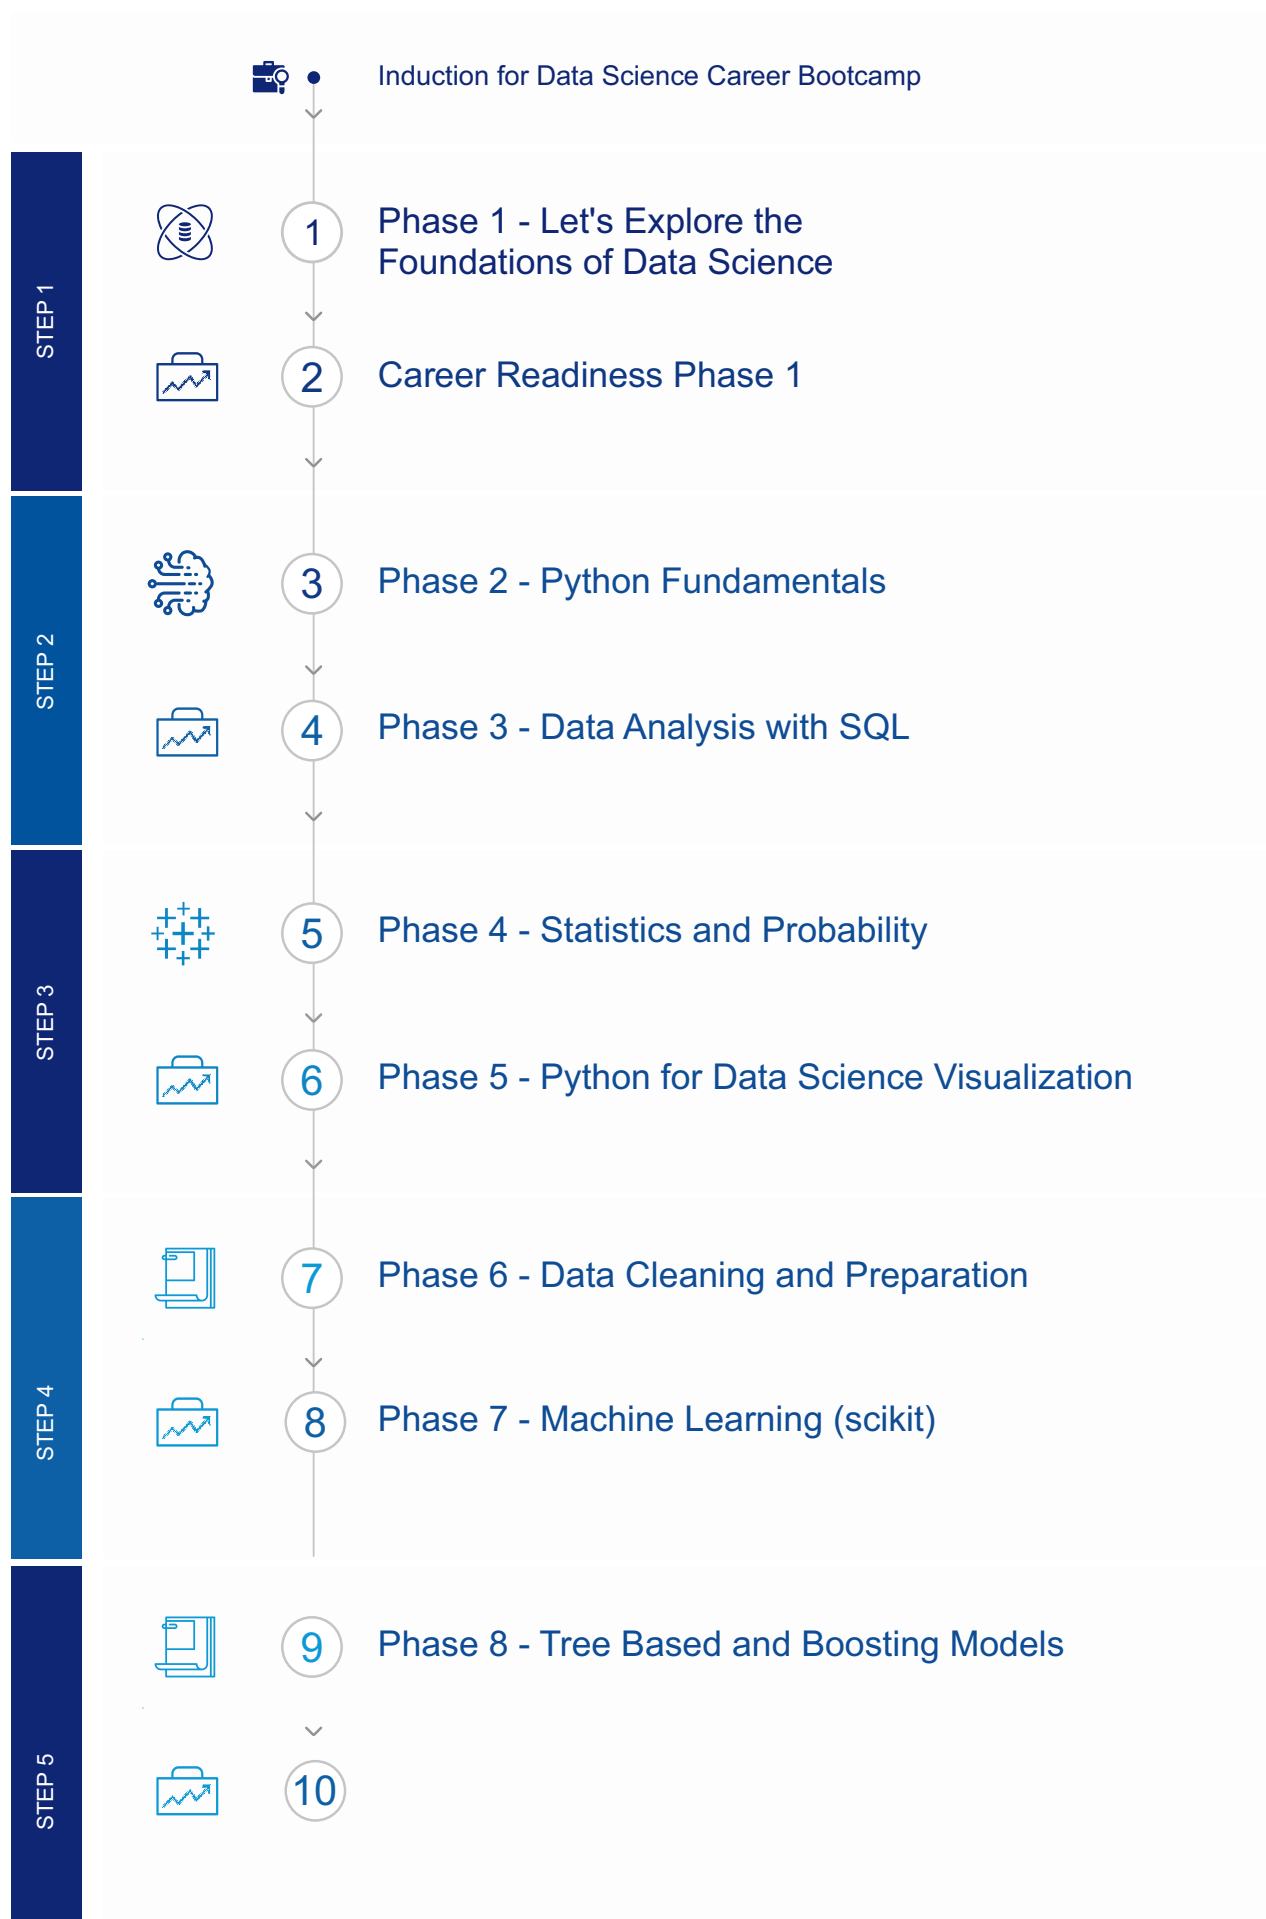 Induction for Data Science Career Bootcamp
STEP 1
1
Phase 1 - Let's Explore the
Foundations of Data Science
2
Career Readiness Phase 1
STEP 2
3
Phase 2 - Python Fundamentals
4
Phase 3 - Data Analysis with SQL
STEP 3
5
Phase 4 - Statistics and Probability
6
Phase 5 - Python for Data Science Visualization
STEP 4
7
Phase 6 - Data Cleaning and Preparation
8
Phase 7 - Machine Learning (scikit)
STEP 5
9
Phase 8 - Tree Based and Boosting Models
10